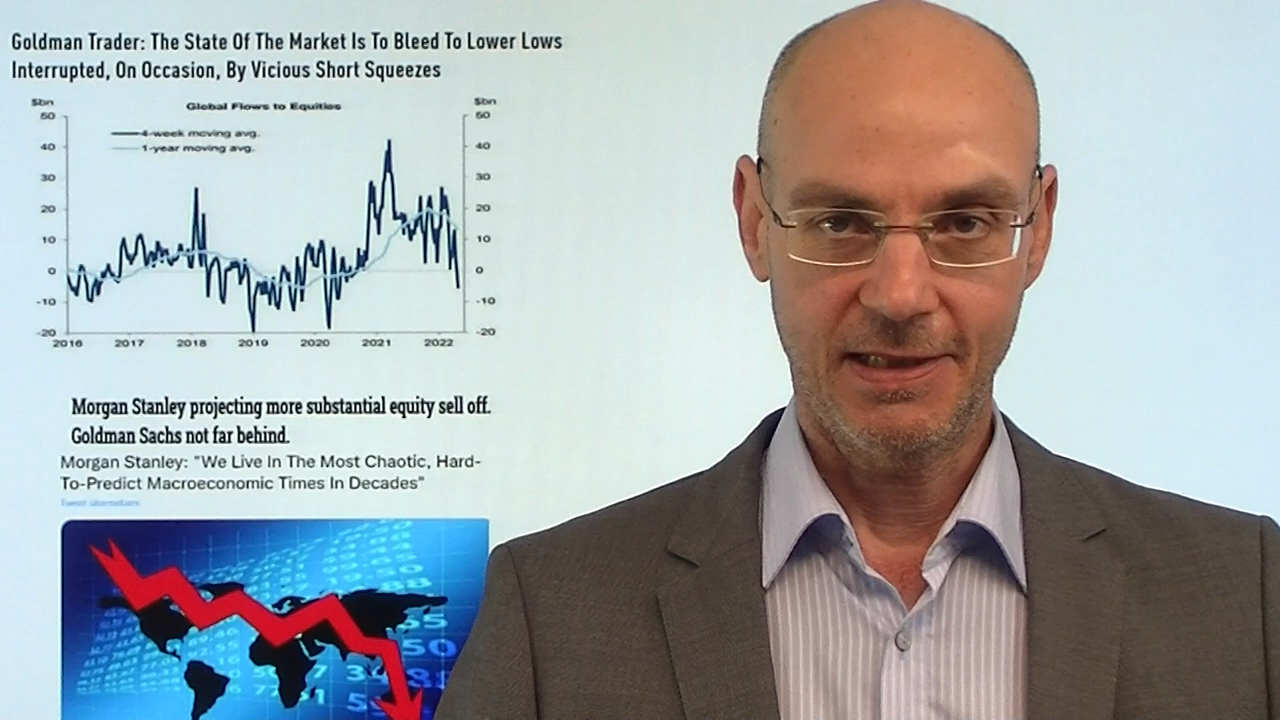 Goldman Trader: The State Of The Market Is To Bleed To Lower Lows
Interrupted, On Occasion, By Vicious Short Squeezes
$bn
Global Flows to Equities
$bn
4-week moving avg.
1-year moving avg.
50
50
40
40
30
30
20
20
10
10
0
0
-10
-10
-20
-20
2016 2017 2018 2019 2020 2021 2022
Morgan Stanley projecting more substantial equity sell off.
Goldman Sachs not far behind.
Morgan Stanley: "We Live In The Most Chaotic, Hard-
To-Predict Macroeconomic Times In Decades"
Tweet übersetzen